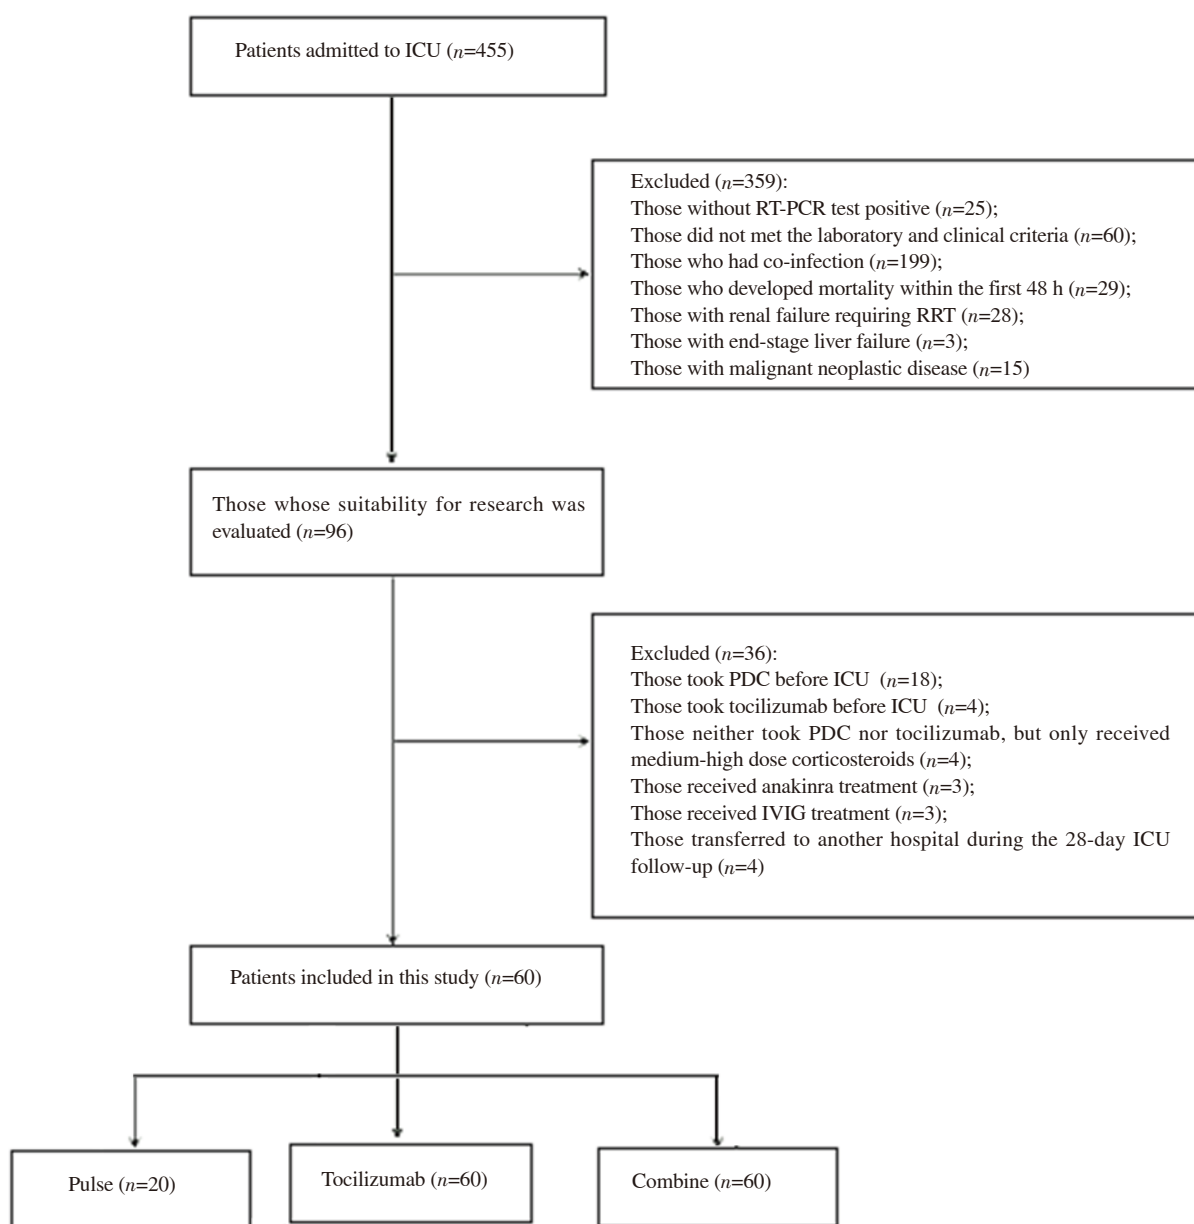 Patients admitted to ICU (n=455)
Excluded (n=359):
Those without RT-PCR test positive (n=25);
Those did not met the laboratory and clinical criteria (n=60);
Those who had co-infection (n=199);
Those who developed mortality within the first 48 h (n=29);
Those with renal failure requiring RRT (n=28);
Those with end-stage liver failure (n=3);
Those with malignant neoplastic disease (n=15)
Those whose suitability for research was
evaluated (n=96)
Excluded (n=36):
Those took PDC before ICU (n=18);
Those took tocilizumab before ICU (n=4);
Those neither took PDC nor tocilizumab, but only received
medium-high dose corticosteroids (n=4);
Those received anakinra treatment (n=3);
Those received IVIG treatment (n=3);
Those transferred to another hospital during the 28-day ICU
follow-up (n=4)
Patients included in this study (n=60)
Pulse (n=20)
Tocilizumab (n=60)
Combine (n=60)